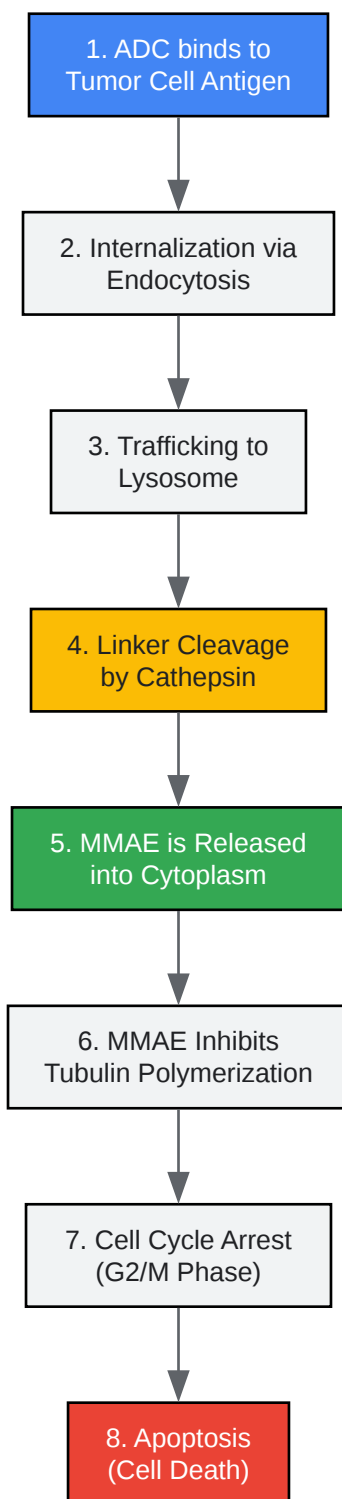 1. ADC binds to
Tumor Cell Antigen
2. Internalization via
Endocytosis
3. Trafficking to
Lysosome
4. Linker Cleavage
by Cathepsin
5. MMAE is Released
into Cytoplasm
6. MMAE Inhibits
Tubulin Polymerization
7. Cell Cycle Arrest
(G2/M Phase)
8. Apoptosis
(Cell Death)